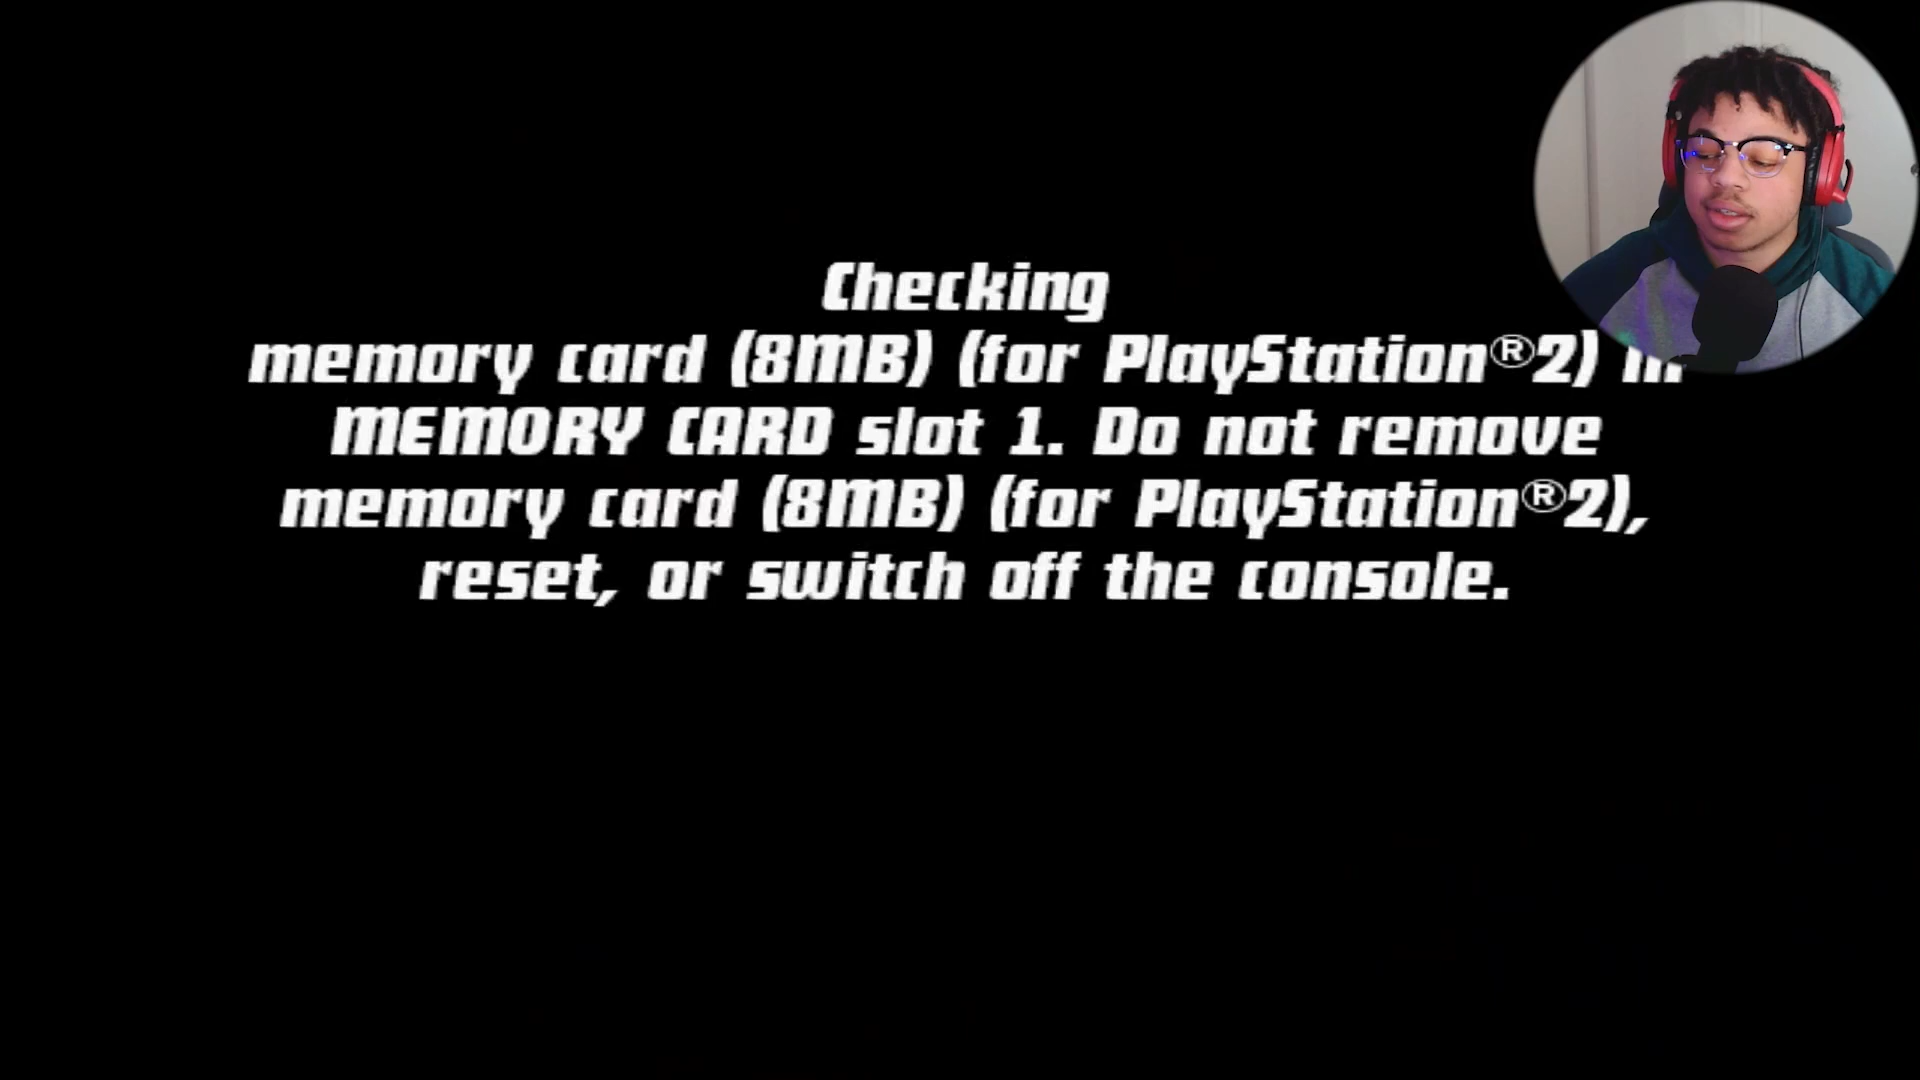 Checking
memory card (8MB) (for PlayStation®2) in
MEMORY CARD slot 1. Do not remove
memory card (8MB) (for PlayStation®2),
reset, or switch off the console.